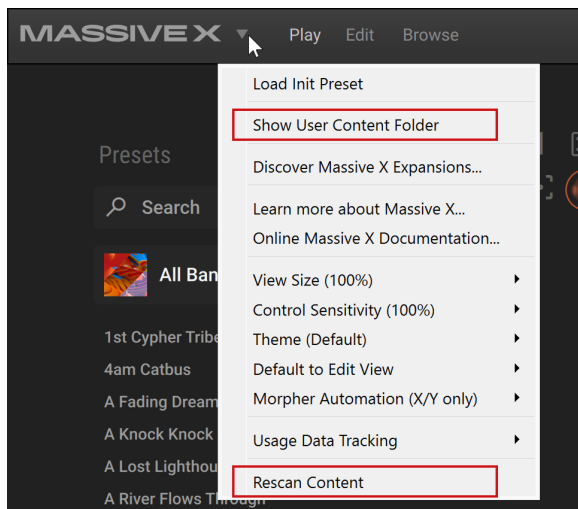 MASSIVE X
Play Edit Browse
Load Init Preset
Show User Content Folder
Discover Massive X Expansions...
Learn more about Massive X...
Online Massive X Documentation...
View Size (100%)
Control Sensitivity (100%)
Theme (Default)
Default to Edit View
Morpher Automation (X/Y only)
Usage Data Tracking
Rescan Content
Presets
Search
All Ban
1st Cypher Tribe
4am Catbus
A Fading Dream
A Knock Knock
A Lost Lighthou
A River Flows Through